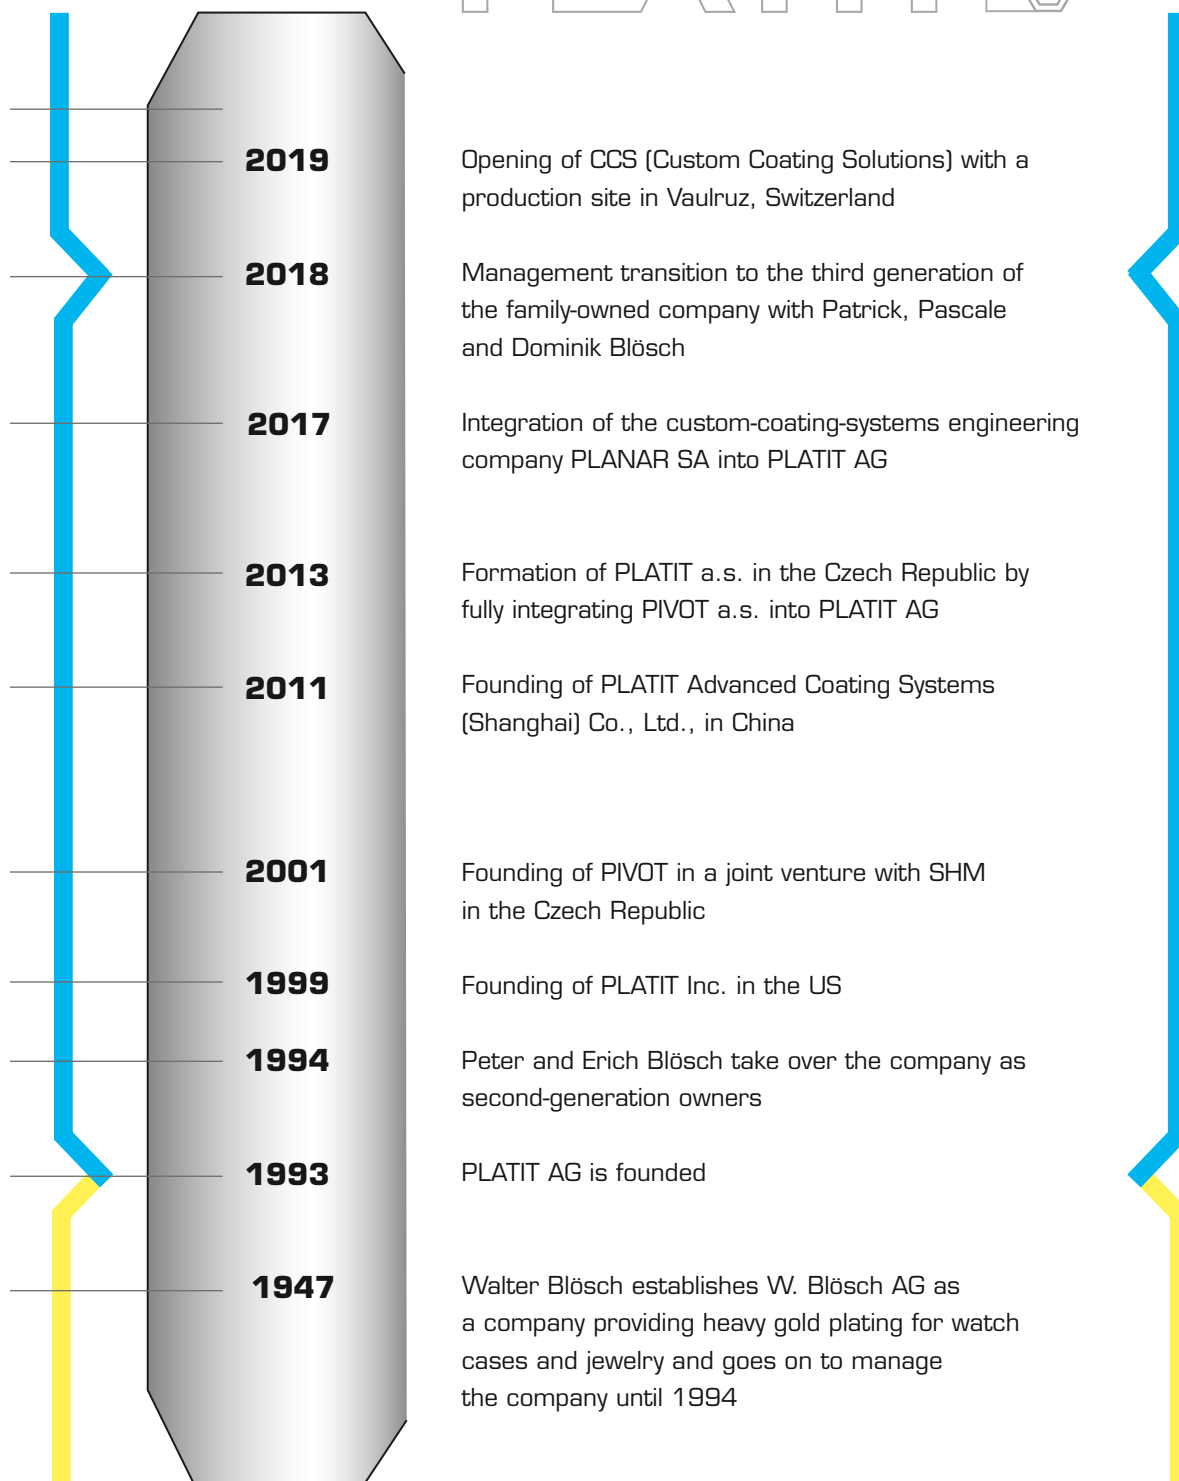 2019
Opening of CCS (Custom Coating Solutions) with a
production site in Vaulruz, Switzerland
2018
Management transition to the third generation of
the family-owned company with Patrick, Pascale
and Dominik Blösch
2017
Integration of the custom-coating-systems engineering
company PLANAR SA into PLATIT AG
2013
Formation of PLATIT a.s. in the Czech Republic by
fully integrating PIVOT a.s. into PLATIT AG
2011
Founding of PLATIT Advanced Coating Systems
(Shanghai) Co., Ltd., in China
2001
Founding of PIVOT in a joint venture with SHM
in the Czech Republic
1999
Founding of PLATIT Inc. in the US
1994
Peter and Erich Blösch take over the company as
second-generation owners
1993
PLATIT AG is founded
1947
Walter Blösch establishes W. Blösch AG as
a company providing heavy gold plating for watch
cases and jewelry and goes on to manage
the company until 1994